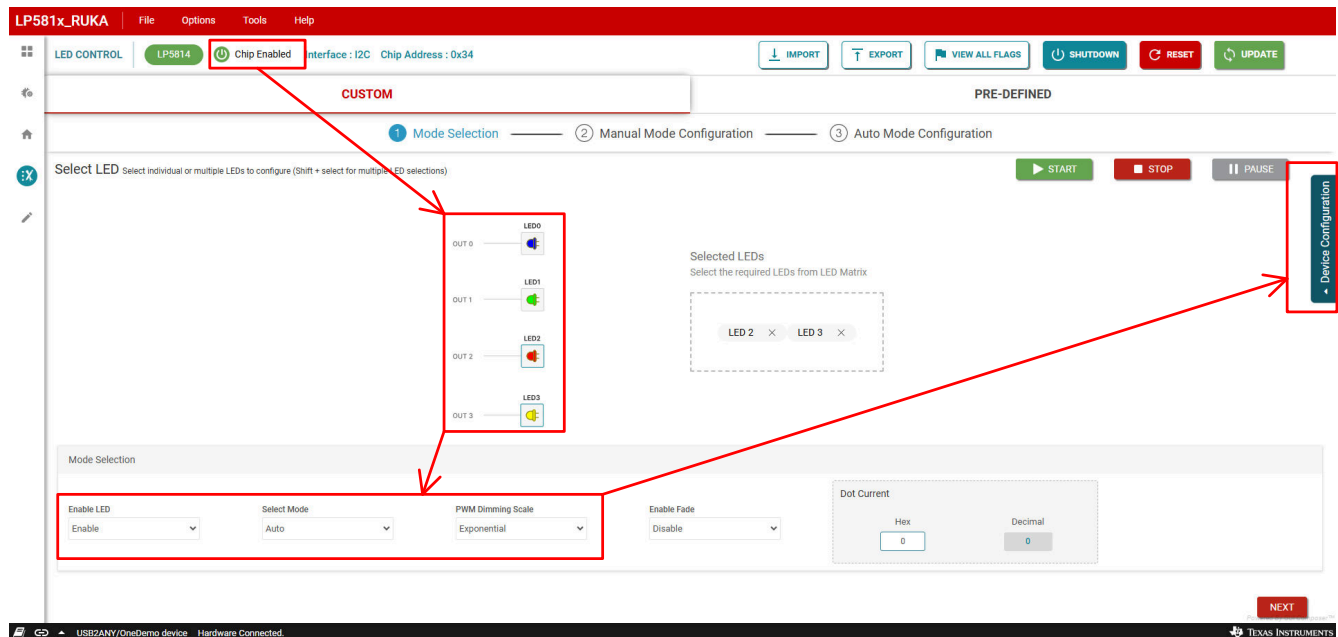 LP581x_RUKA File Options Tools Help
LED CONTROL LP5814 Chip Enabled Interface : I2C Chip Address : 0x34 IMPORT EXPORT VIEW ALL FLAGS SHUTDOWN RESET UPDATE
CUSTOM PRE-DEFINED
1 Mode Selection 2 Manual Mode Configuration 3 Auto Mode Configuration
Select LED Select individual or multiple LEDs to configure (Shift + select for multiple LED selections) START STOP PAUSE
Device Configuration
LED0
OUT 0
LED1
OUT 1
LED2
OUT 2
LED3
OUT 3
Selected LEDs
Select the required LEDs from LED Matrix
LED 2 × LED 3 ×
Mode Selection
Enable LED Select Mode PWM Dimming Scale Enable Fade
Enable Auto Exponential Disable
Dot Current
Hex Decimal
0 0
NEXT
USB2ANY/OneDemo device Hardware Connected. TEXAS INSTRUMENTS